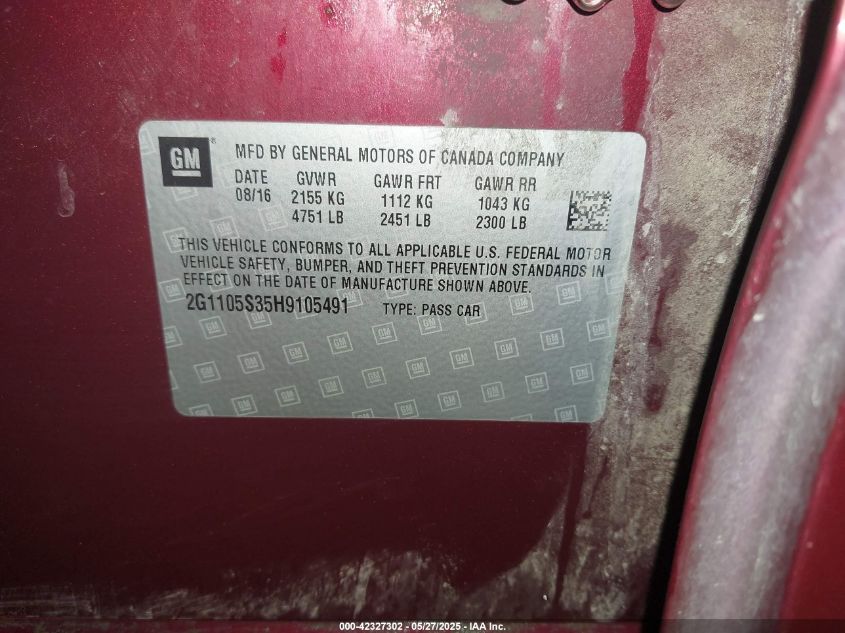 GM ®
MFD BY GENERAL MOTORS OF CANADA COMPANY
DATE GVWR GAWR FRT GAWR RR
08/16 2155 KG 1112 KG 1043 KG
4751 LB 2451 LB 2300 LB
THIS VEHICLE CONFORMS TO ALL APPLICABLE U.S. FEDERAL MOTOR
VEHICLE SAFETY, BUMPER, AND THEFT PREVENTION STANDARDS IN
EFFECT ON THE DATE OF MANUFACTURE SHOWN ABOVE.
2G1105S35H9105491 TYPE: PASS CAR
000-42327302 - 05/27/2025 - IAA Inc.